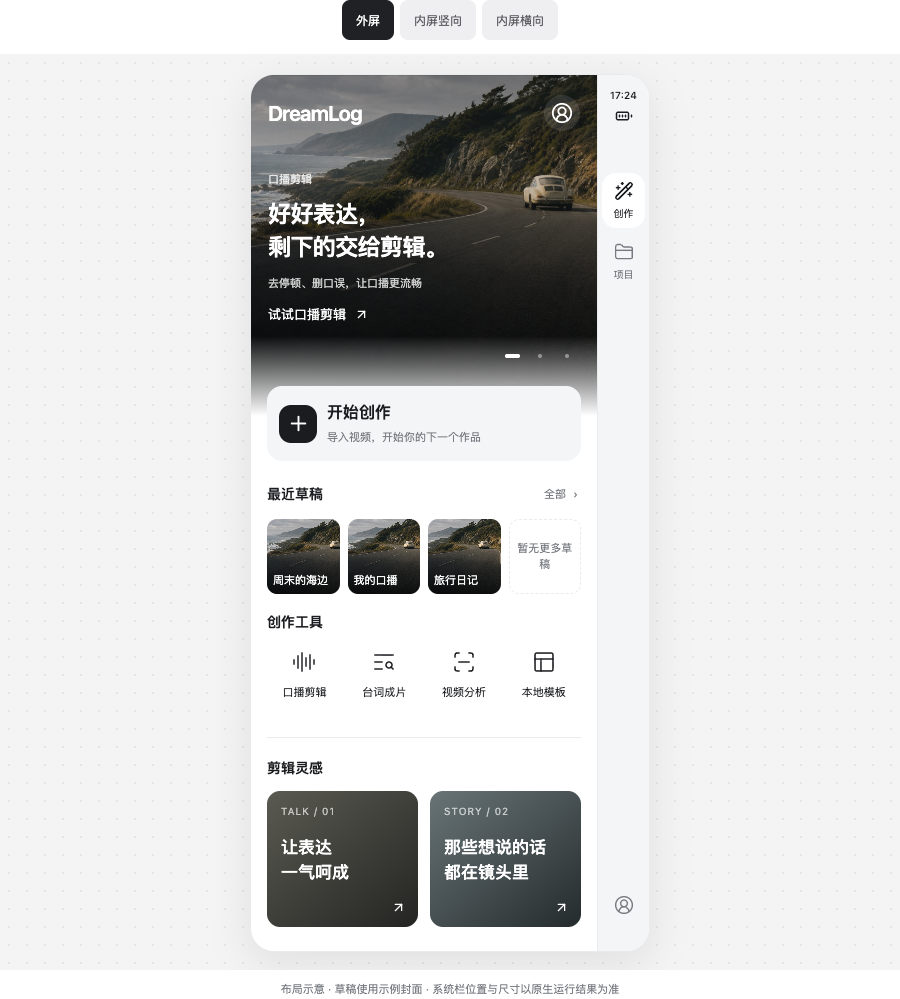 外屏
内屏竖向
内屏横向
DreamLog
口播剪辑
好好表达，
剩下的交给剪辑。
去停顿、删口误，让口播更流畅
试试口播剪辑
17:24
创作
项目
开始创作
导入视频，开始你的下一个作品
最近草稿
全部 ›
周末的海边
我的口播
旅行日记
暂无更多草
稿
创作工具
口播剪辑
台词成片
视频分析
本地模板
剪辑灵感
TALK / 01
让表达
一气呵成
STORY / 02
那些想说的话
都在镜头里
布局示意 · 草稿使用示例封面 · 系统栏位置与尺寸以原生运行结果为准